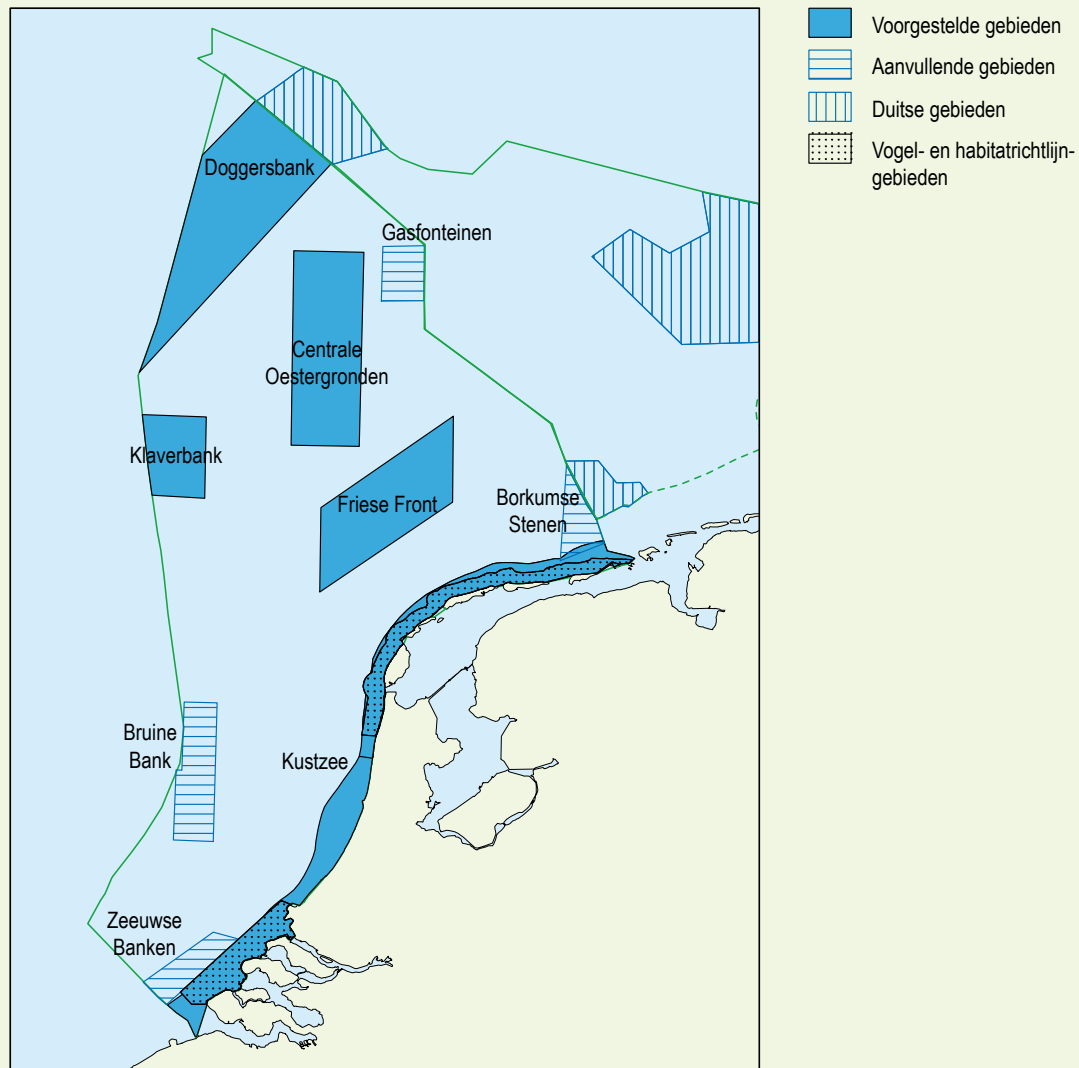 Voorgestelde gebieden
Aanvullende gebieden
Duitse gebieden
Vogel- en habitatrichtlijn-
gebieden
Doggersbank
Gasfonteinen
Centrale
Oestergronden
Klaverbank
Friese Front
Borkumse
Stenen
Bruine
Bank
Kustzee
Zeeuwse
Banken